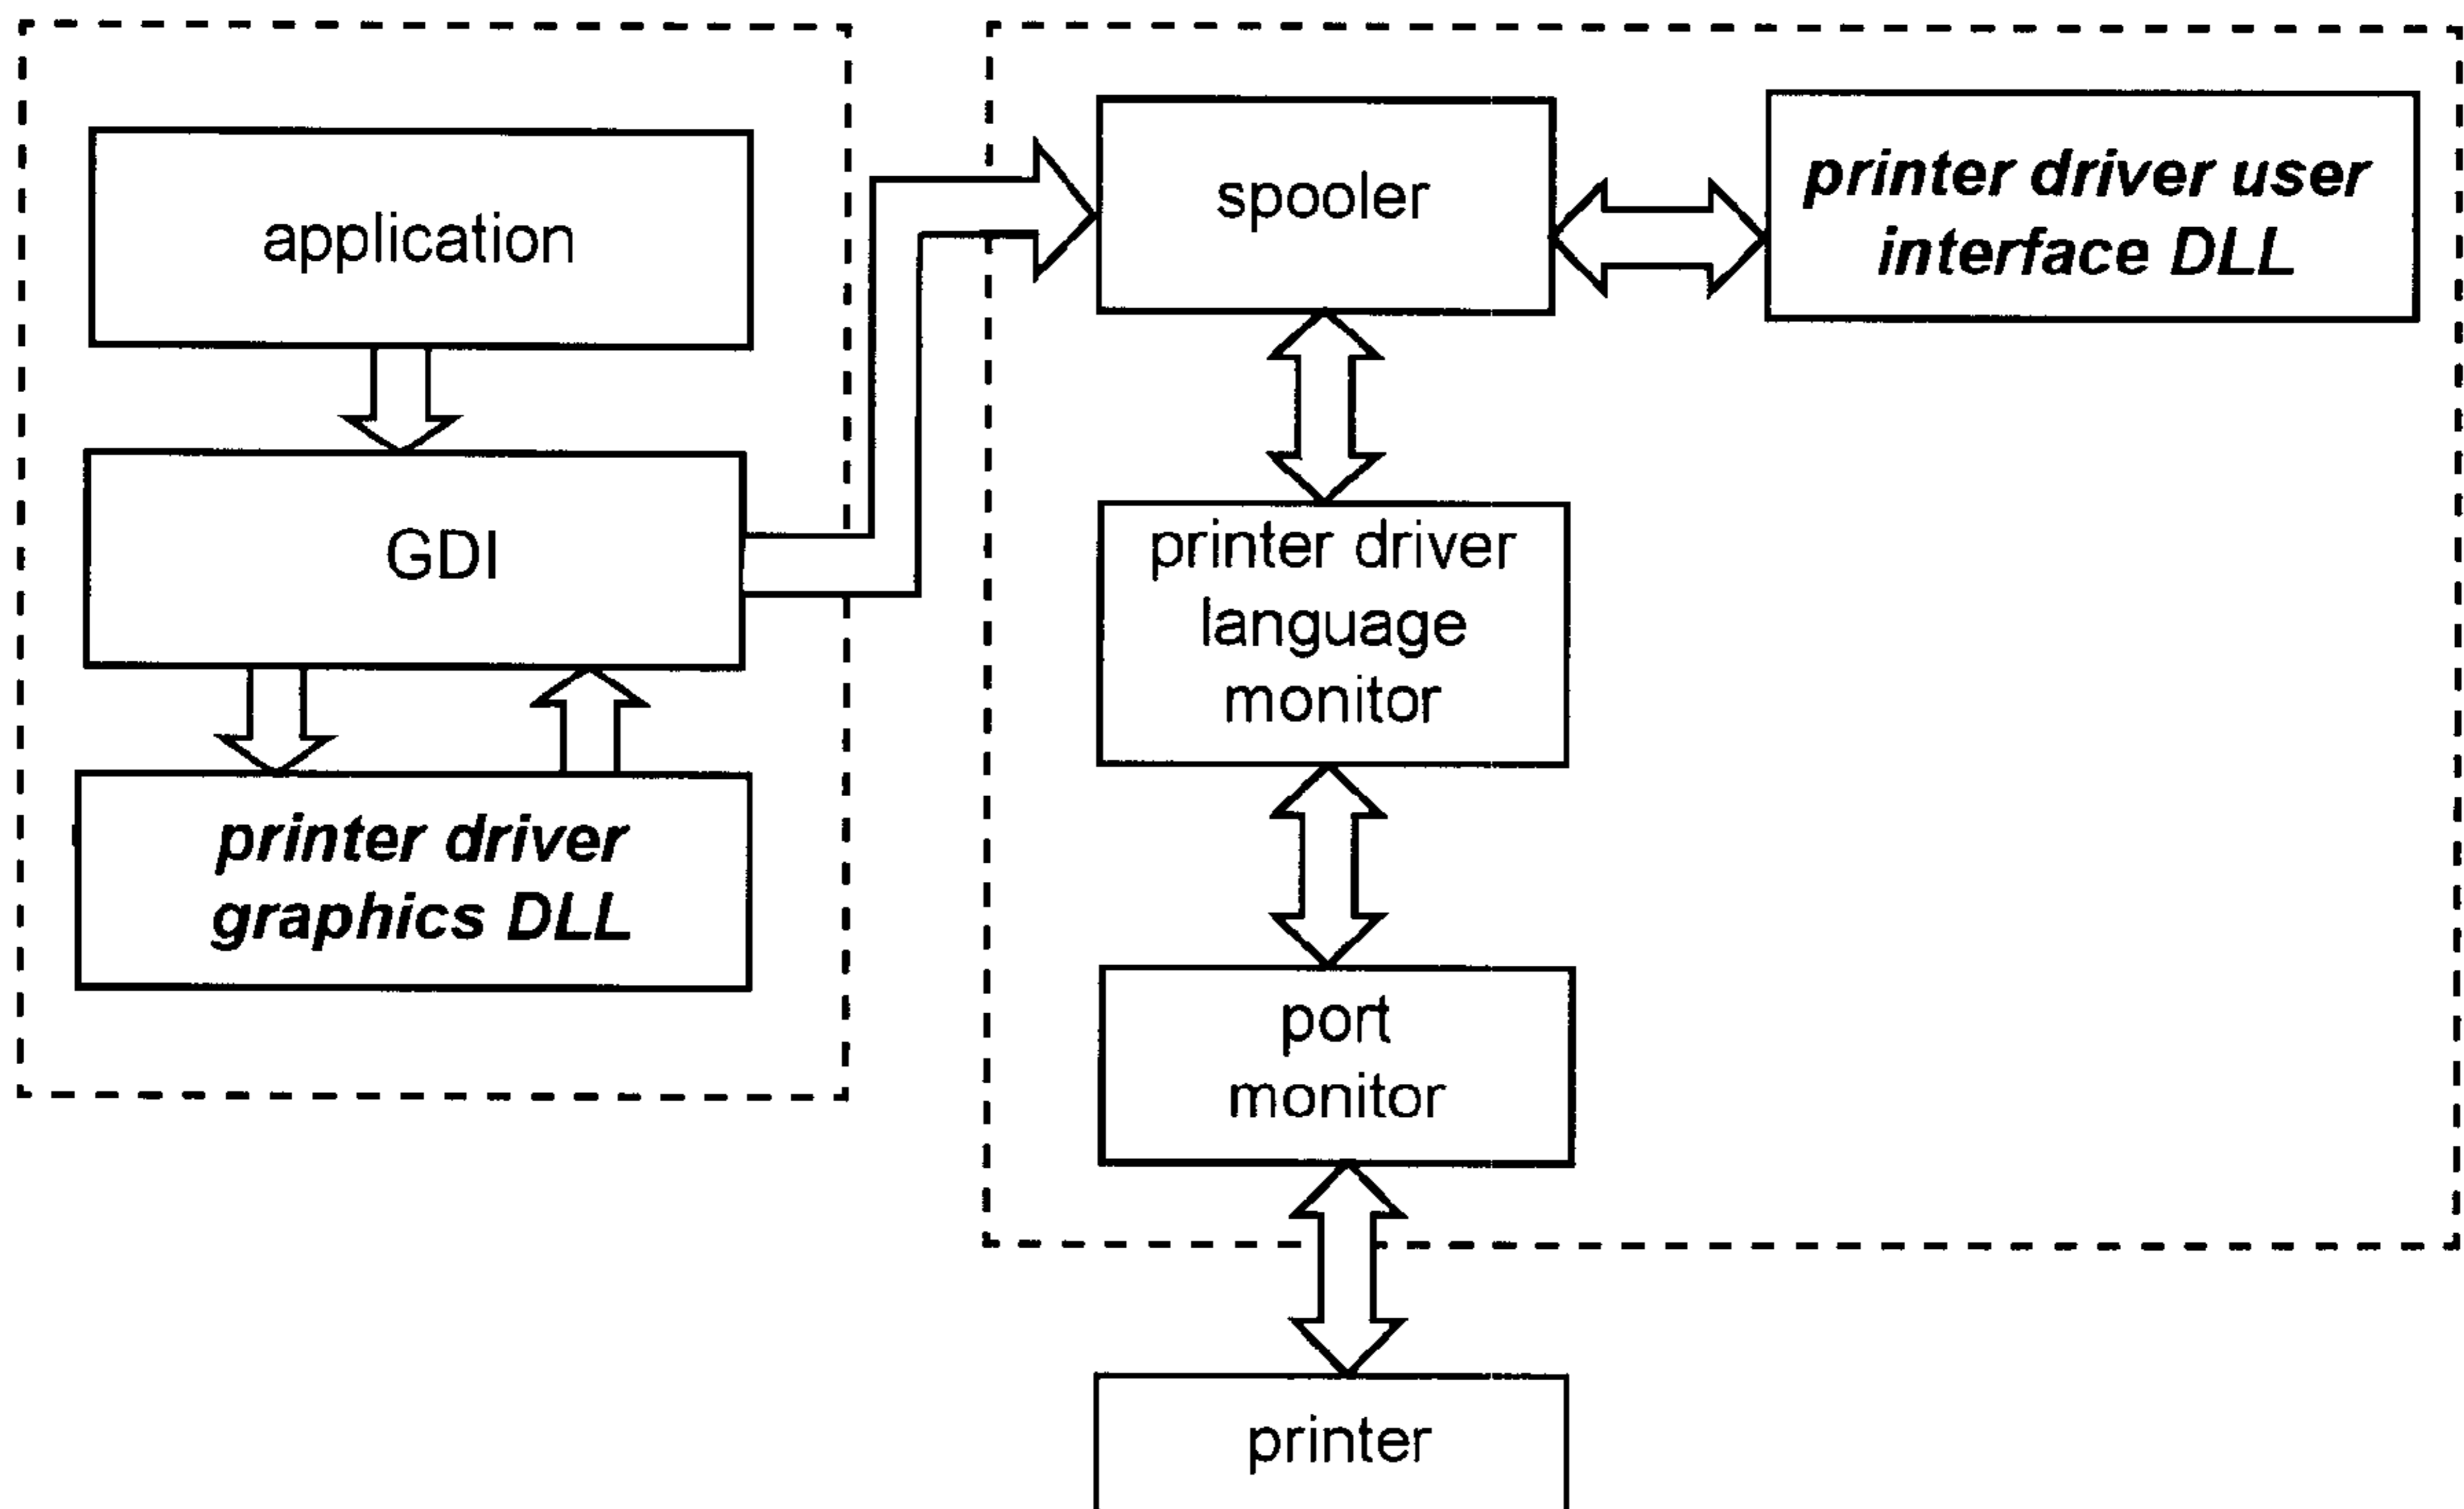 application
GDI
printer driver
graphics DLL
spooler
printer driver user
interface DLL
printer driver
language
monitor
port
monitor
printer